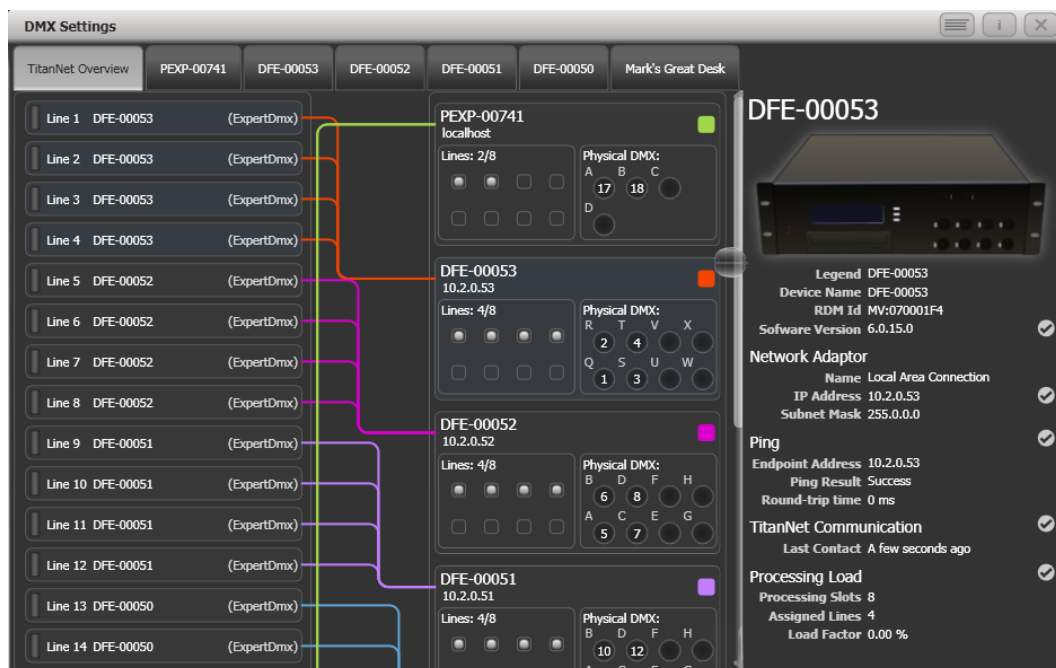 DMX Settings
i
TitanNet Overview
PEXP-00741
DFE-00053
DFE-00052
DFE-00051
DFE-00050
Mark's Great Desk
Line 1 DFE-00053 (ExpertDmx)
Line 2 DFE-00053 (ExpertDmx)
Line 3 DFE-00053 (ExpertDmx)
Line 4 DFE-00053 (ExpertDmx)
Line 5 DFE-00052 (ExpertDmx)
Line 6 DFE-00052 (ExpertDmx)
Line 7 DFE-00052 (ExpertDmx)
Line 8 DFE-00052 (ExpertDmx)
Line 9 DFE-00051 (ExpertDmx)
Line 10 DFE-00051 (ExpertDmx)
Line 11 DFE-00051 (ExpertDmx)
Line 12 DFE-00051 (ExpertDmx)
Line 13 DFE-00050 (ExpertDmx)
Line 14 DFE-00050 (ExpertDmx)
PEXP-00741
localhost
Lines: 2/8
Physical DMX:
A B C
17 18
D
DFE-00053
10.2.0.53
Lines: 4/8
Physical DMX:
R T V X
2 4
Q S U W
1 3
DFE-00052
10.2.0.52
Lines: 4/8
Physical DMX:
B D F H
6 8
A C E G
5 7
DFE-00051
10.2.0.51
Lines: 4/8
Physical DMX:
B D F H
10 12
A C E G
DFE-00053
Legend DFE-00053
Device Name DFE-00053
RDM Id MV:070001F4
Sofware Version 6.0.15.0
Network Adaptor
Name Local Area Connection
IP Address 10.2.0.53
Subnet Mask 255.0.0.0
Ping
Endpoint Address 10.2.0.53
Ping Result Success
Round-trip time 0 ms
TitanNet Communication
Last Contact A few seconds ago
Processing Load
Processing Slots 8
Assigned Lines 4
Load Factor 0.00 %